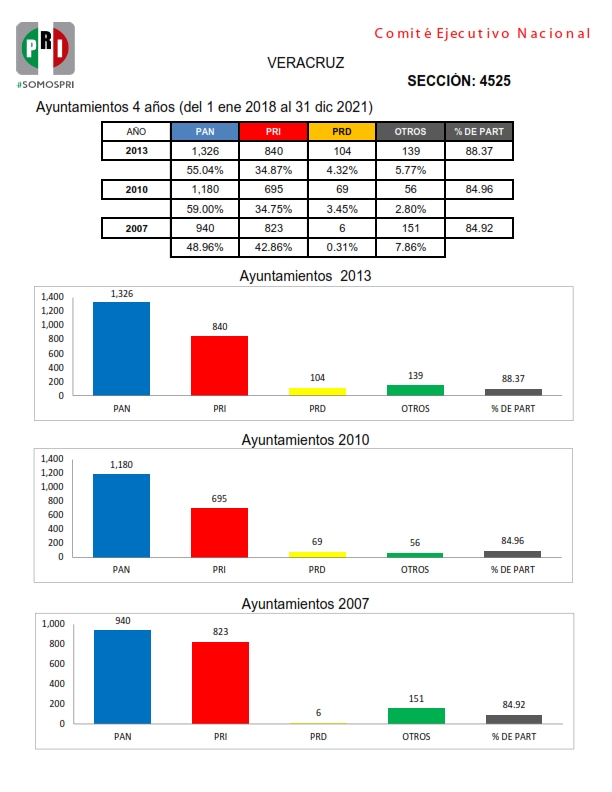 Comité Ejecutivo Nacional
PRI
#SOMOSPRI
VERACRUZ
SECCIÓN: 4525
Ayuntamientos 4 años (del 1 ene 2018 al 31 dic 2021)
AÑO PAN PRI PRD OTROS % DE PART
2013 1,326 840 104 139 88.37
55.04% 34.87% 4.32% 5.77%
2010 1,180 695 69 56 84.96
59.00% 34.75% 3.45% 2.80%
2007 940 823 6 151 84.92
48.96% 42.86% 0.31% 7.86%
Ayuntamientos 2013
1,400
1,200
1,000
800
600
400
200
0
1,326 840 104 139 88.37
PAN PRI PRD OTROS % DE PART
Ayuntamientos 2010
1,400
1,200
1,000
800
600
400
200
0
1,180 695 69 56 84.96
PAN PRI PRD OTROS % DE PART
Ayuntamientos 2007
1,000
800
600
400
200
0
940 823 6 151 84.92
PAN PRI PRD OTROS % DE PART